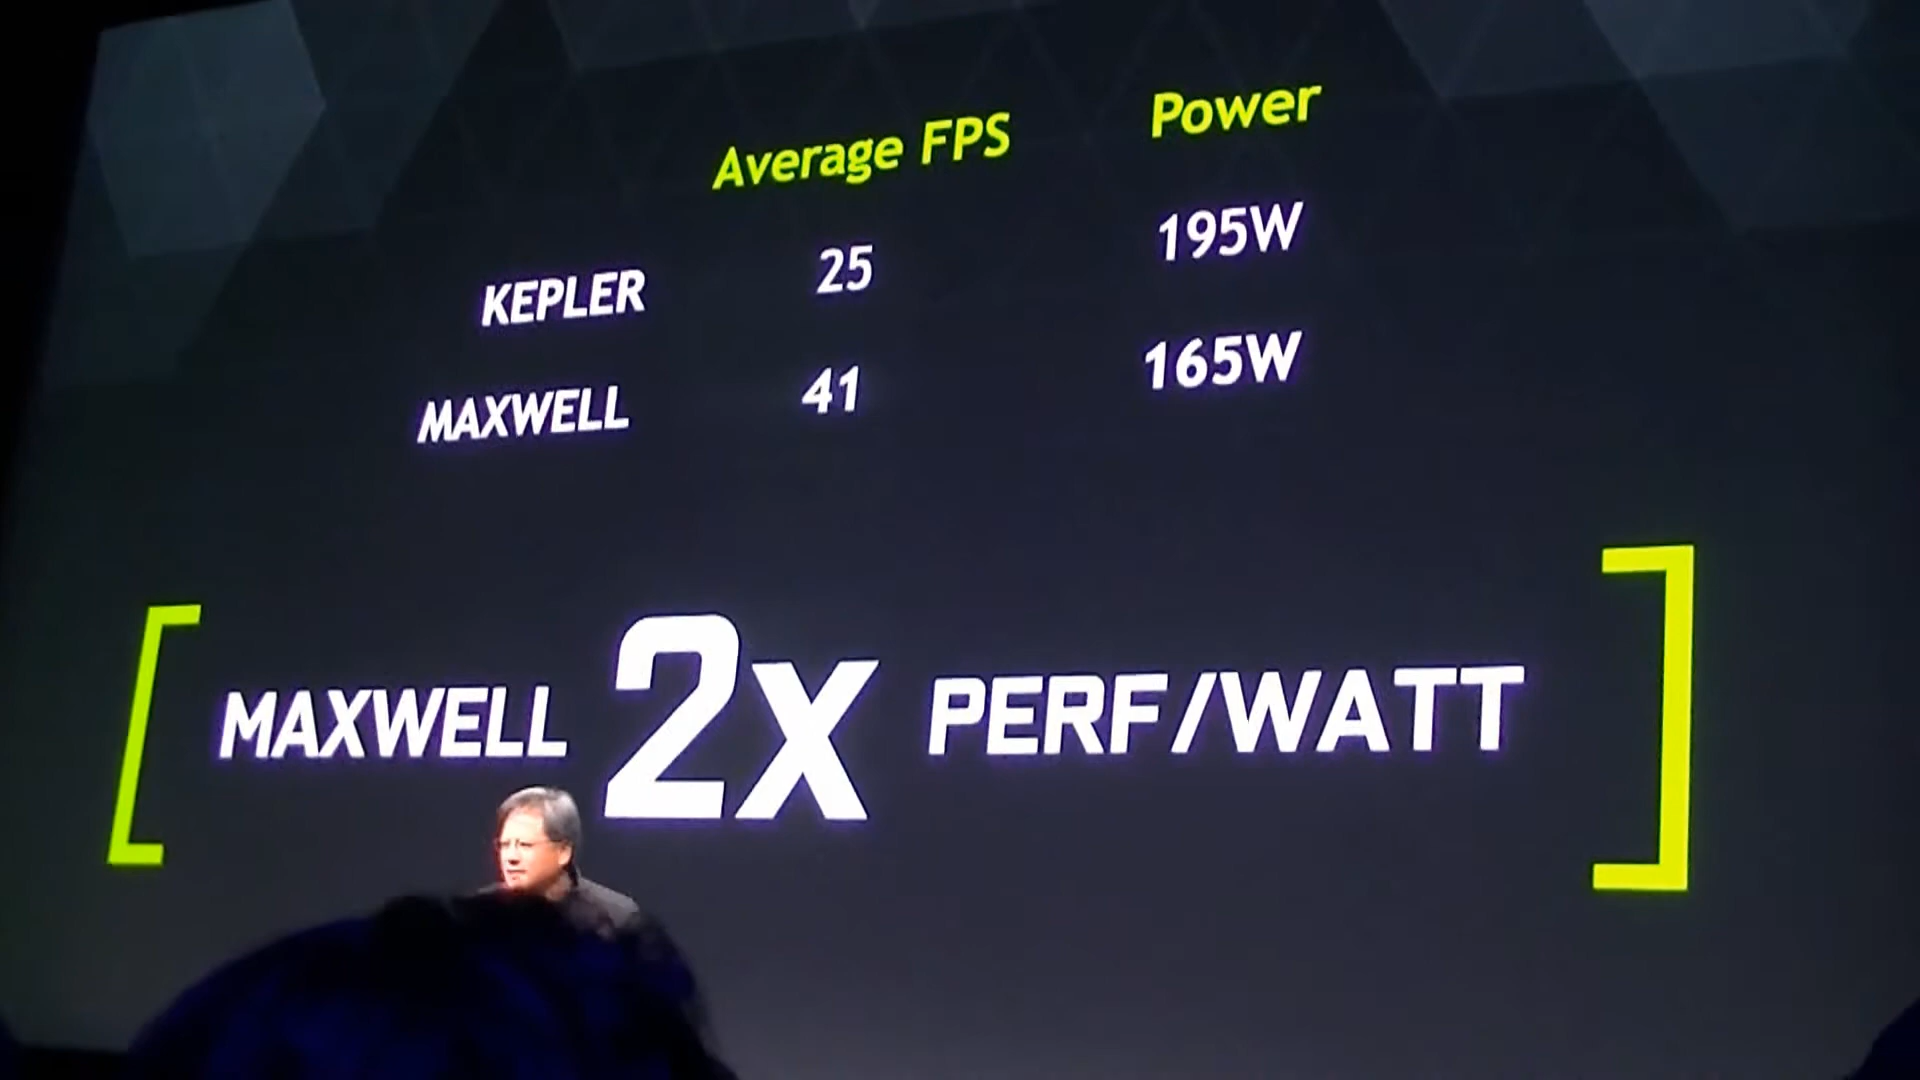 Average FPS Power
KEPLER 25 195W
MAXWELL 41 165W
[ MAXWELL 2x PERF/WATT ]